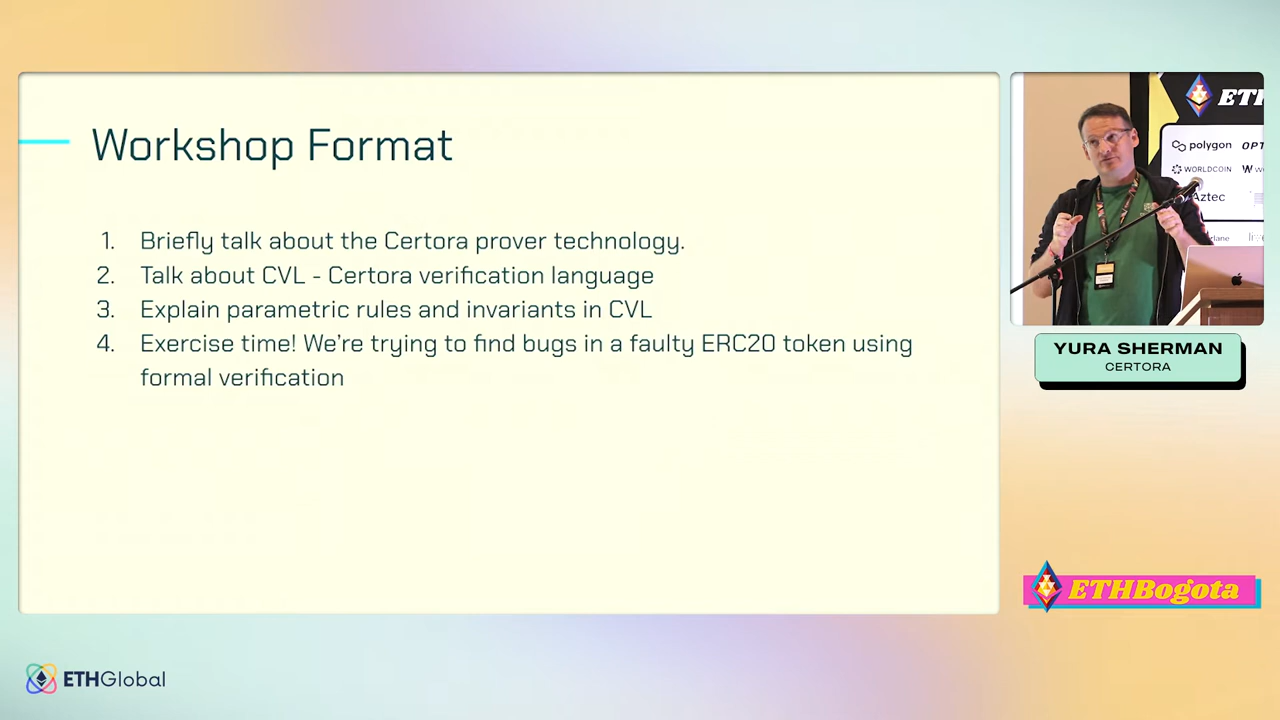 Workshop Format
1. Briefly talk about the Certora prover technology.
2. Talk about CVL - Certora verification language
3. Explain parametric rules and invariants in CVL
4. Exercise time! We're trying to find bugs in a faulty ERC20 token using
formal verification
polygon
WORLDCOIN
Aztec
YURA SHERMAN
CERTORA
ETHBogota
ETHGlobal